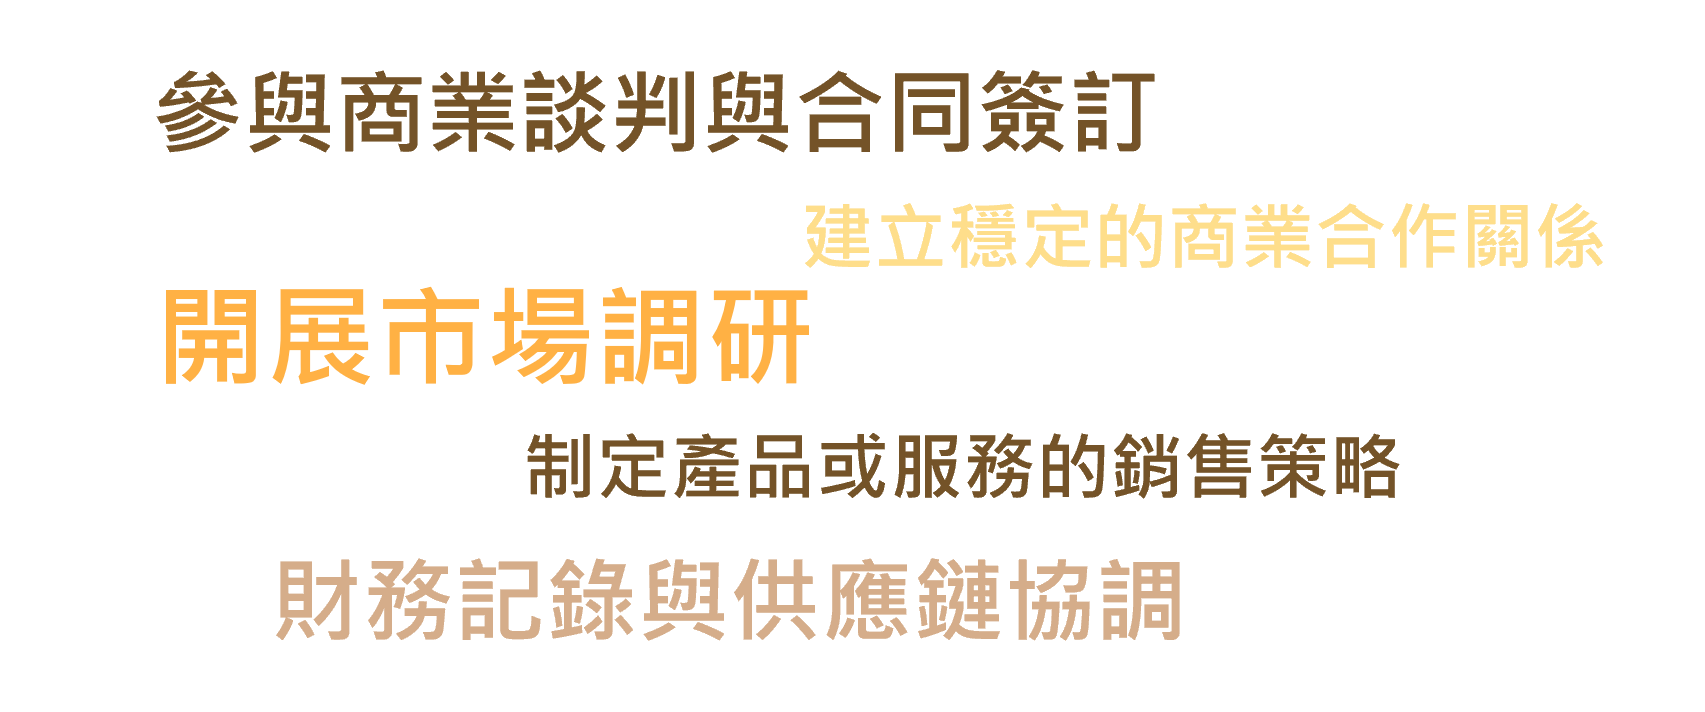 參與商業談判與合同簽訂
建立穩定的商業合作關係
開展市場調研
制定產品或服務的銷售策略
財務記錄與供應鏈協調